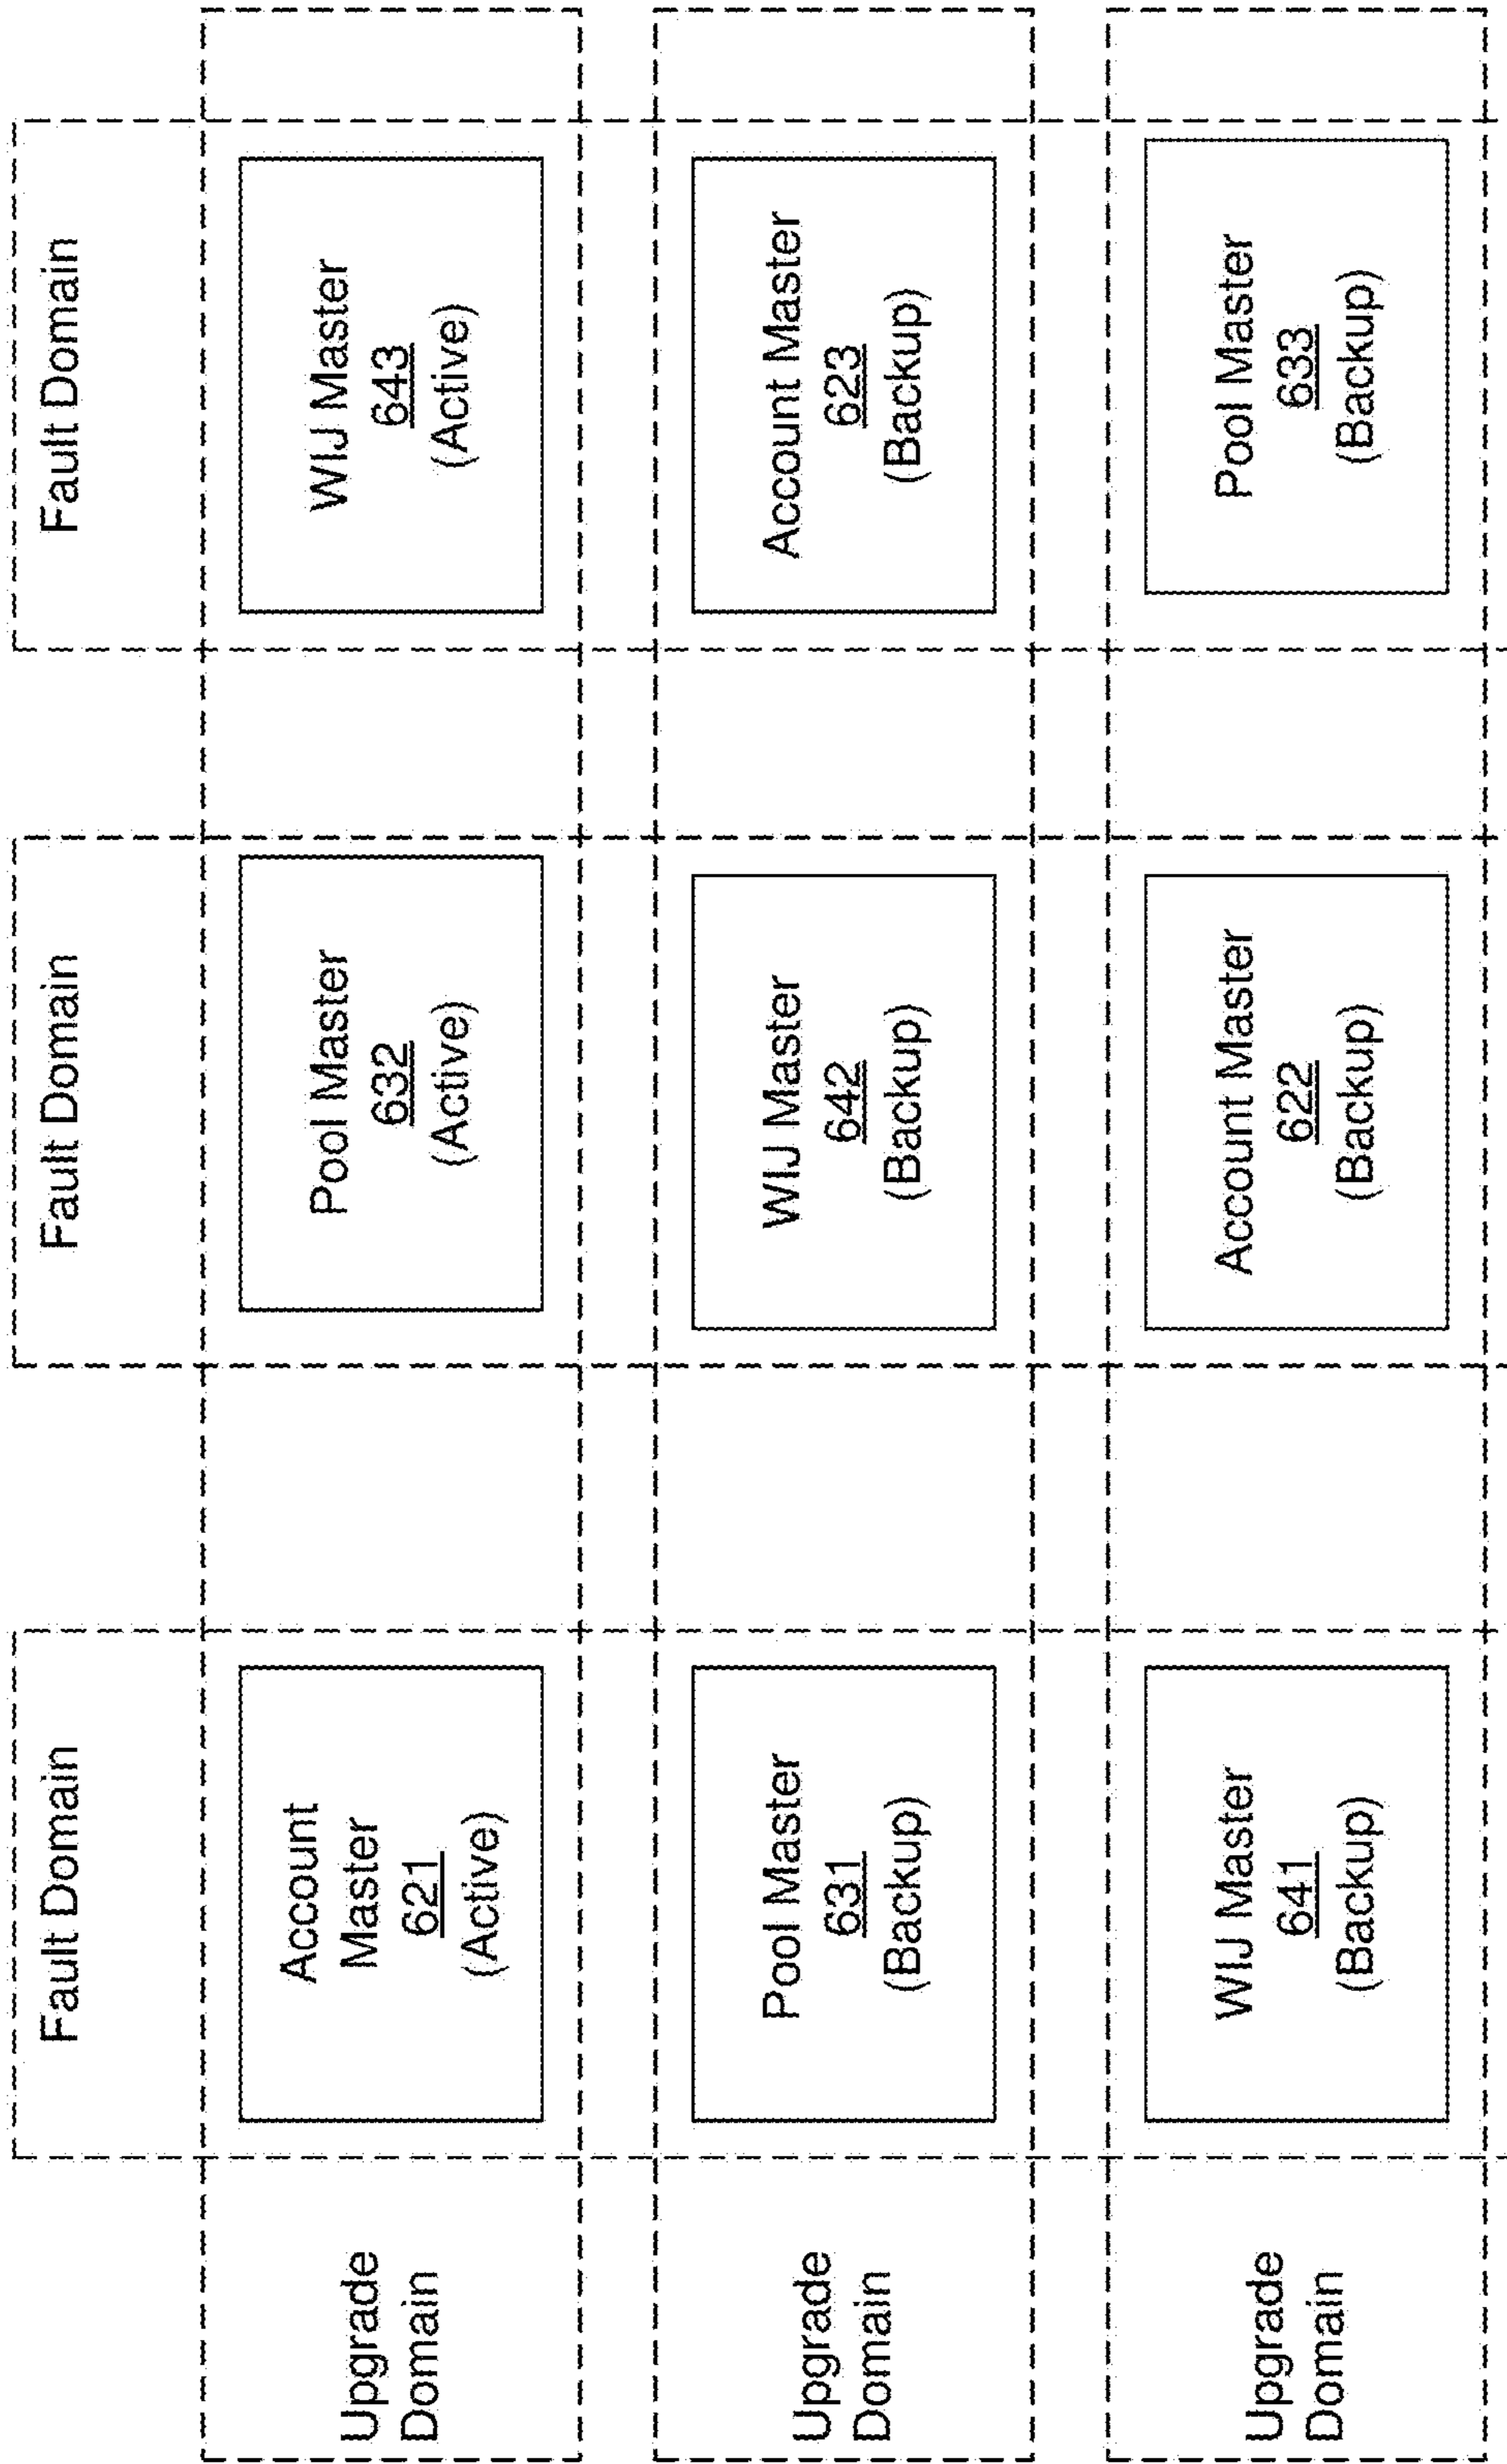 Fault Domain
Fault Domain
Fault Domain
Upgrade
Domain
Account
Master
621
(Active)
Pool Master
632
(Active)
WIJ Master
643
(Active)
Upgrade
Domain
Pool Master
631
(Backup)
WIJ Master
642
(Backup)
Account Master
623
(Backup)
Upgrade
Domain
WIJ Master
641
(Backup)
Account Master
622
(Backup)
Pool Master
633
(Backup)